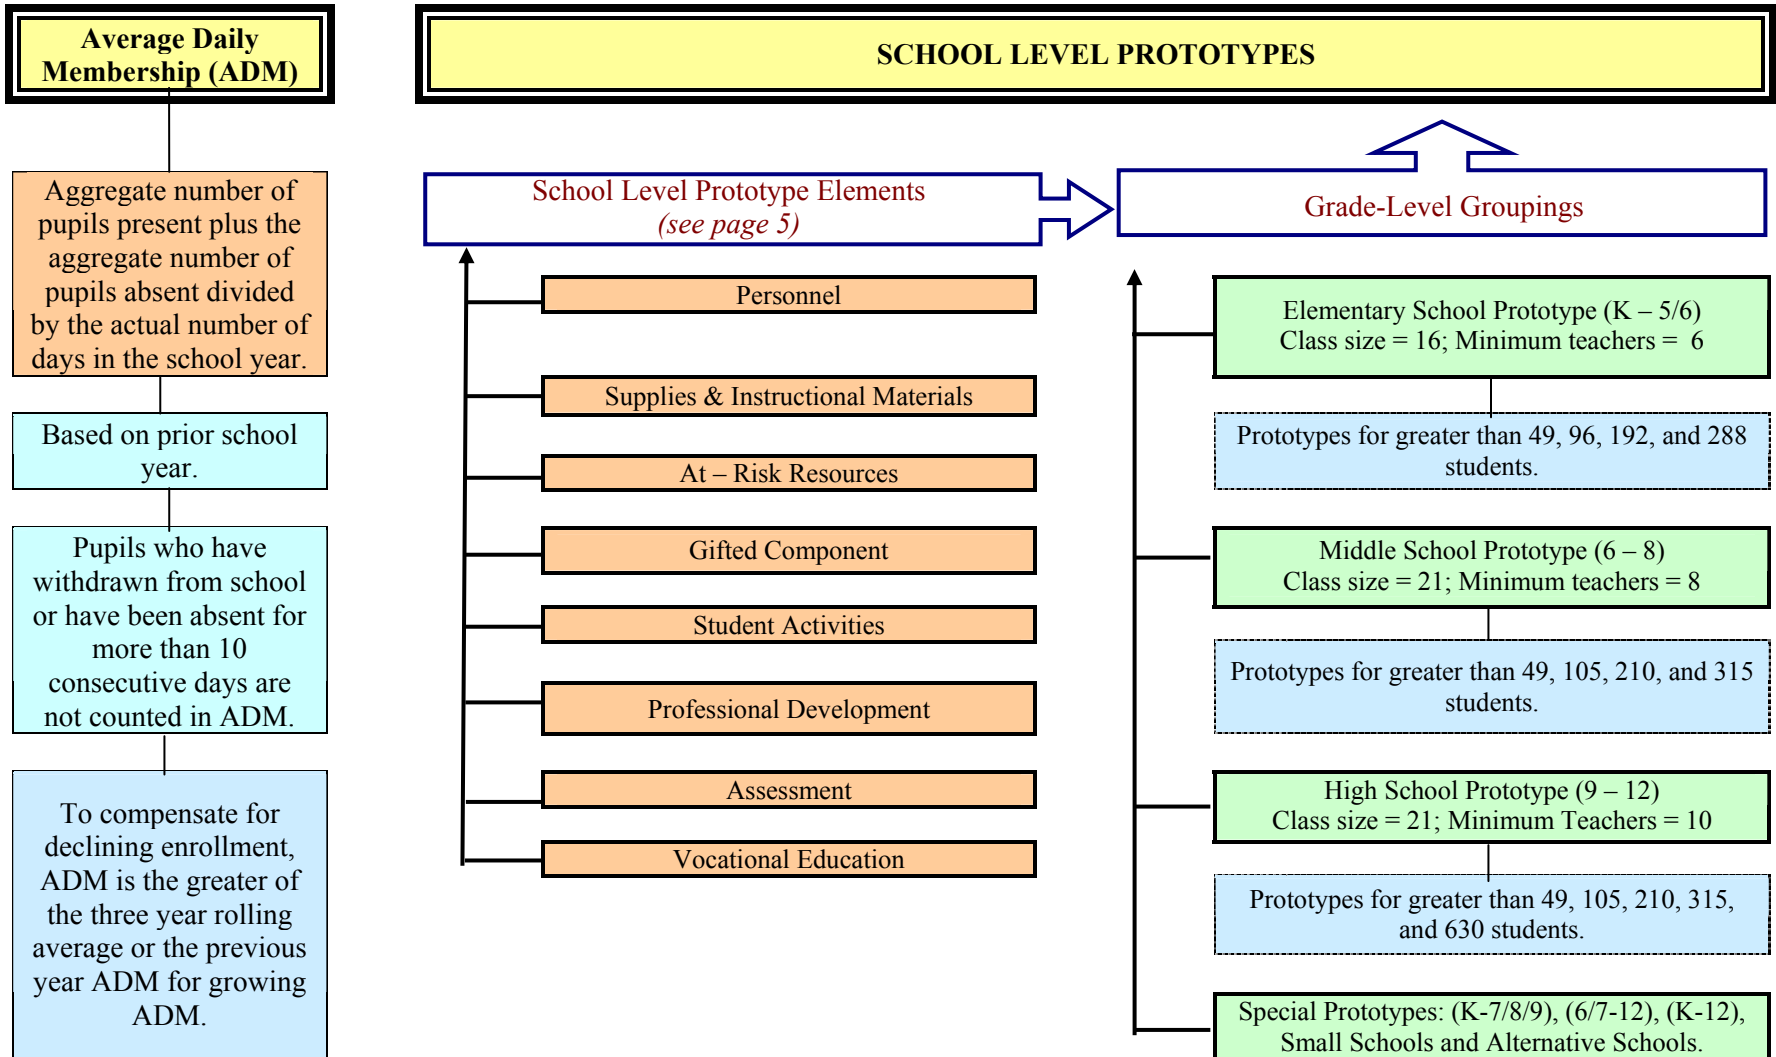 Average Daily
Membership (ADM)
Aggregate number of
pupils present plus the
aggregate number of
pupils absent divided
by the actual number of
days in the school year.
Based on prior school
year.
Pupils who have
withdrawn from school
or have been absent for
more than 10
consecutive days are
not counted in ADM.
To compensate for
declining enrollment,
ADM is the greater of
the three year rolling
average or the previous
year ADM for growing
ADM.
SCHOOL LEVEL PROTOTYPES
School Level Prototype Elements
(see page 5)
Personnel
Supplies & Instructional Materials
At – Risk Resources
Gifted Component
Student Activities
Professional Development
Assessment
Vocational Education
Grade-Level Groupings
Elementary School Prototype (K – 5/6)
Class size = 16; Minimum teachers = 6
Prototypes for greater than 49, 96, 192, and 288
students.
Middle School Prototype (6 – 8)
Class size = 21; Minimum teachers = 8
Prototypes for greater than 49, 105, 210, and 315
students.
High School Prototype (9 – 12)
Class size = 21; Minimum Teachers = 10
Prototypes for greater than 49, 105, 210, 315,
and 630 students.
Special Prototypes: (K-7/8/9), (6/7-12), (K-12),
Small Schools and Alternative Schools.